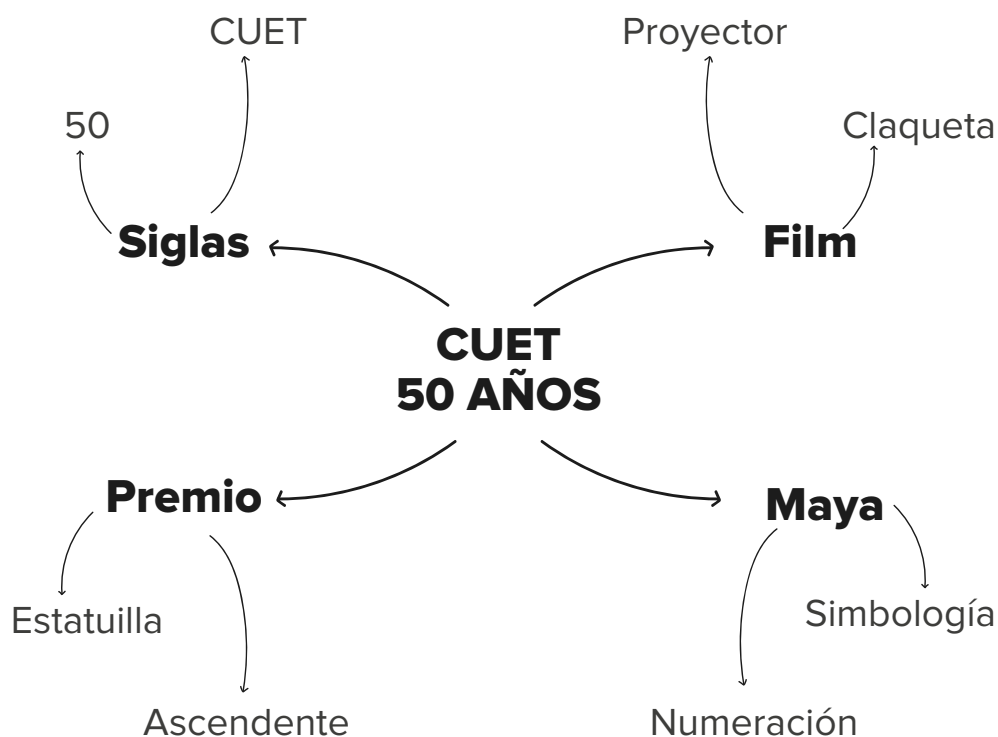 CUET
Proyector
50
Claqueta
Siglas
Film
CUET
50 AÑOS
Premio
Maya
Estatuilla
Simbología
Ascendente
Numeración